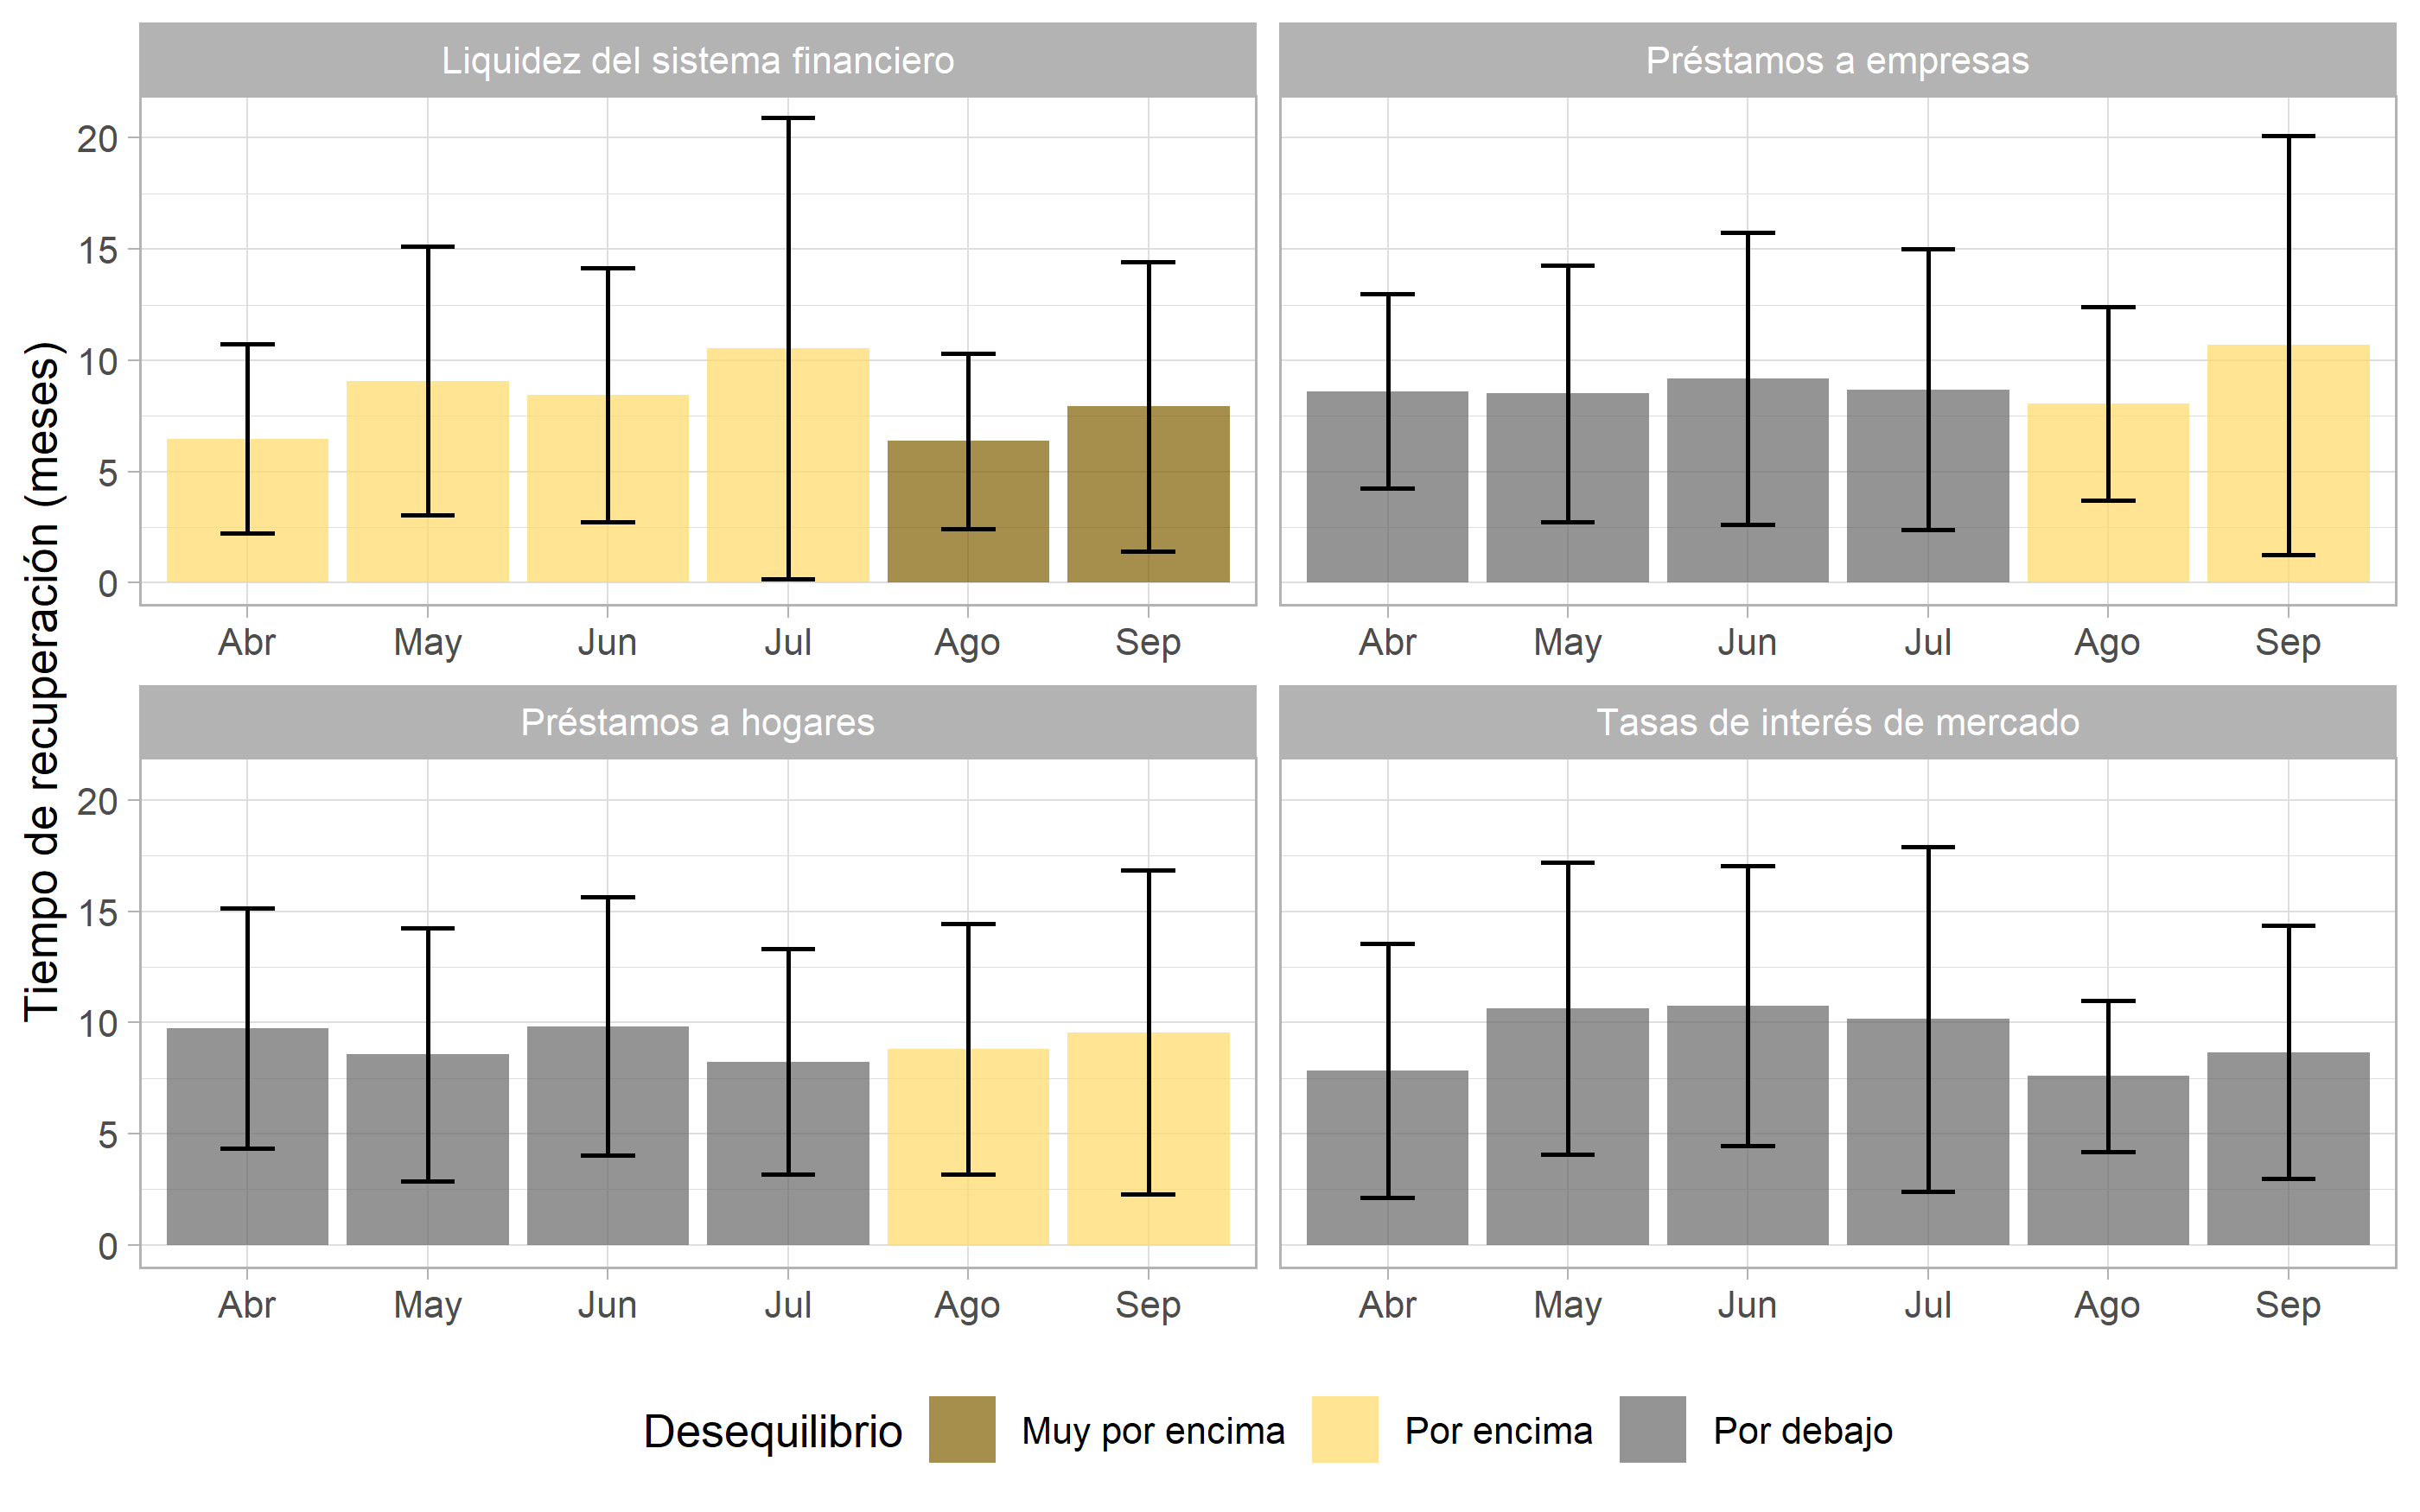 Liquidez del sistema financiero
Préstamos a empresas
20
15
10
5
0
Abr May Jun Jul Ago Sep
Abr May Jun Jul Ago Sep
Préstamos a hogares
Tasas de interés de mercado
20
15
10
5
0
Abr May Jun Jul Ago Sep
Abr May Jun Jul Ago Sep
Tiempo de recuperación (meses)
Desequilibrio Muy por encima Por encima Por debajo